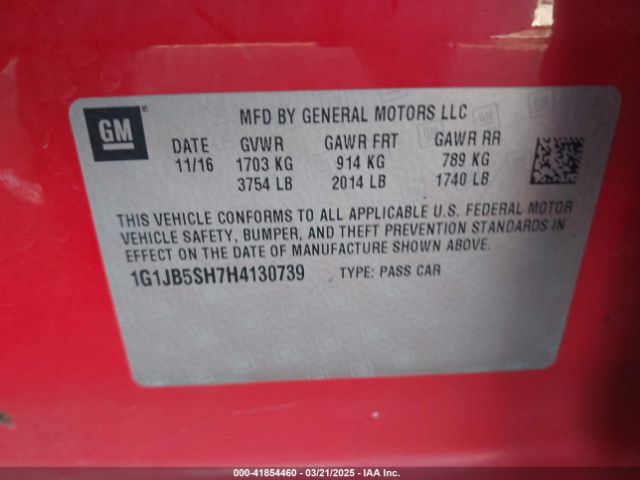 GM
MFD BY GENERAL MOTORS LLC
DATE GVWR GAWR FRT GAWR RR
11/16 1703 KG 914 KG 789 KG
3754 LB 2014 LB 1740 LB
THIS VEHICLE CONFORMS TO ALL APPLICABLE U.S. FEDERAL MOTOR
VEHICLE SAFETY, BUMPER, AND THEFT PREVENTION STANDARDS IN
EFFECT ON THE DATE OF MANUFACTURE SHOWN ABOVE.
1G1JB5SH7H4130739 TYPE: PASS CAR
000-41854460 - 03/21/2025 - IAA Inc.